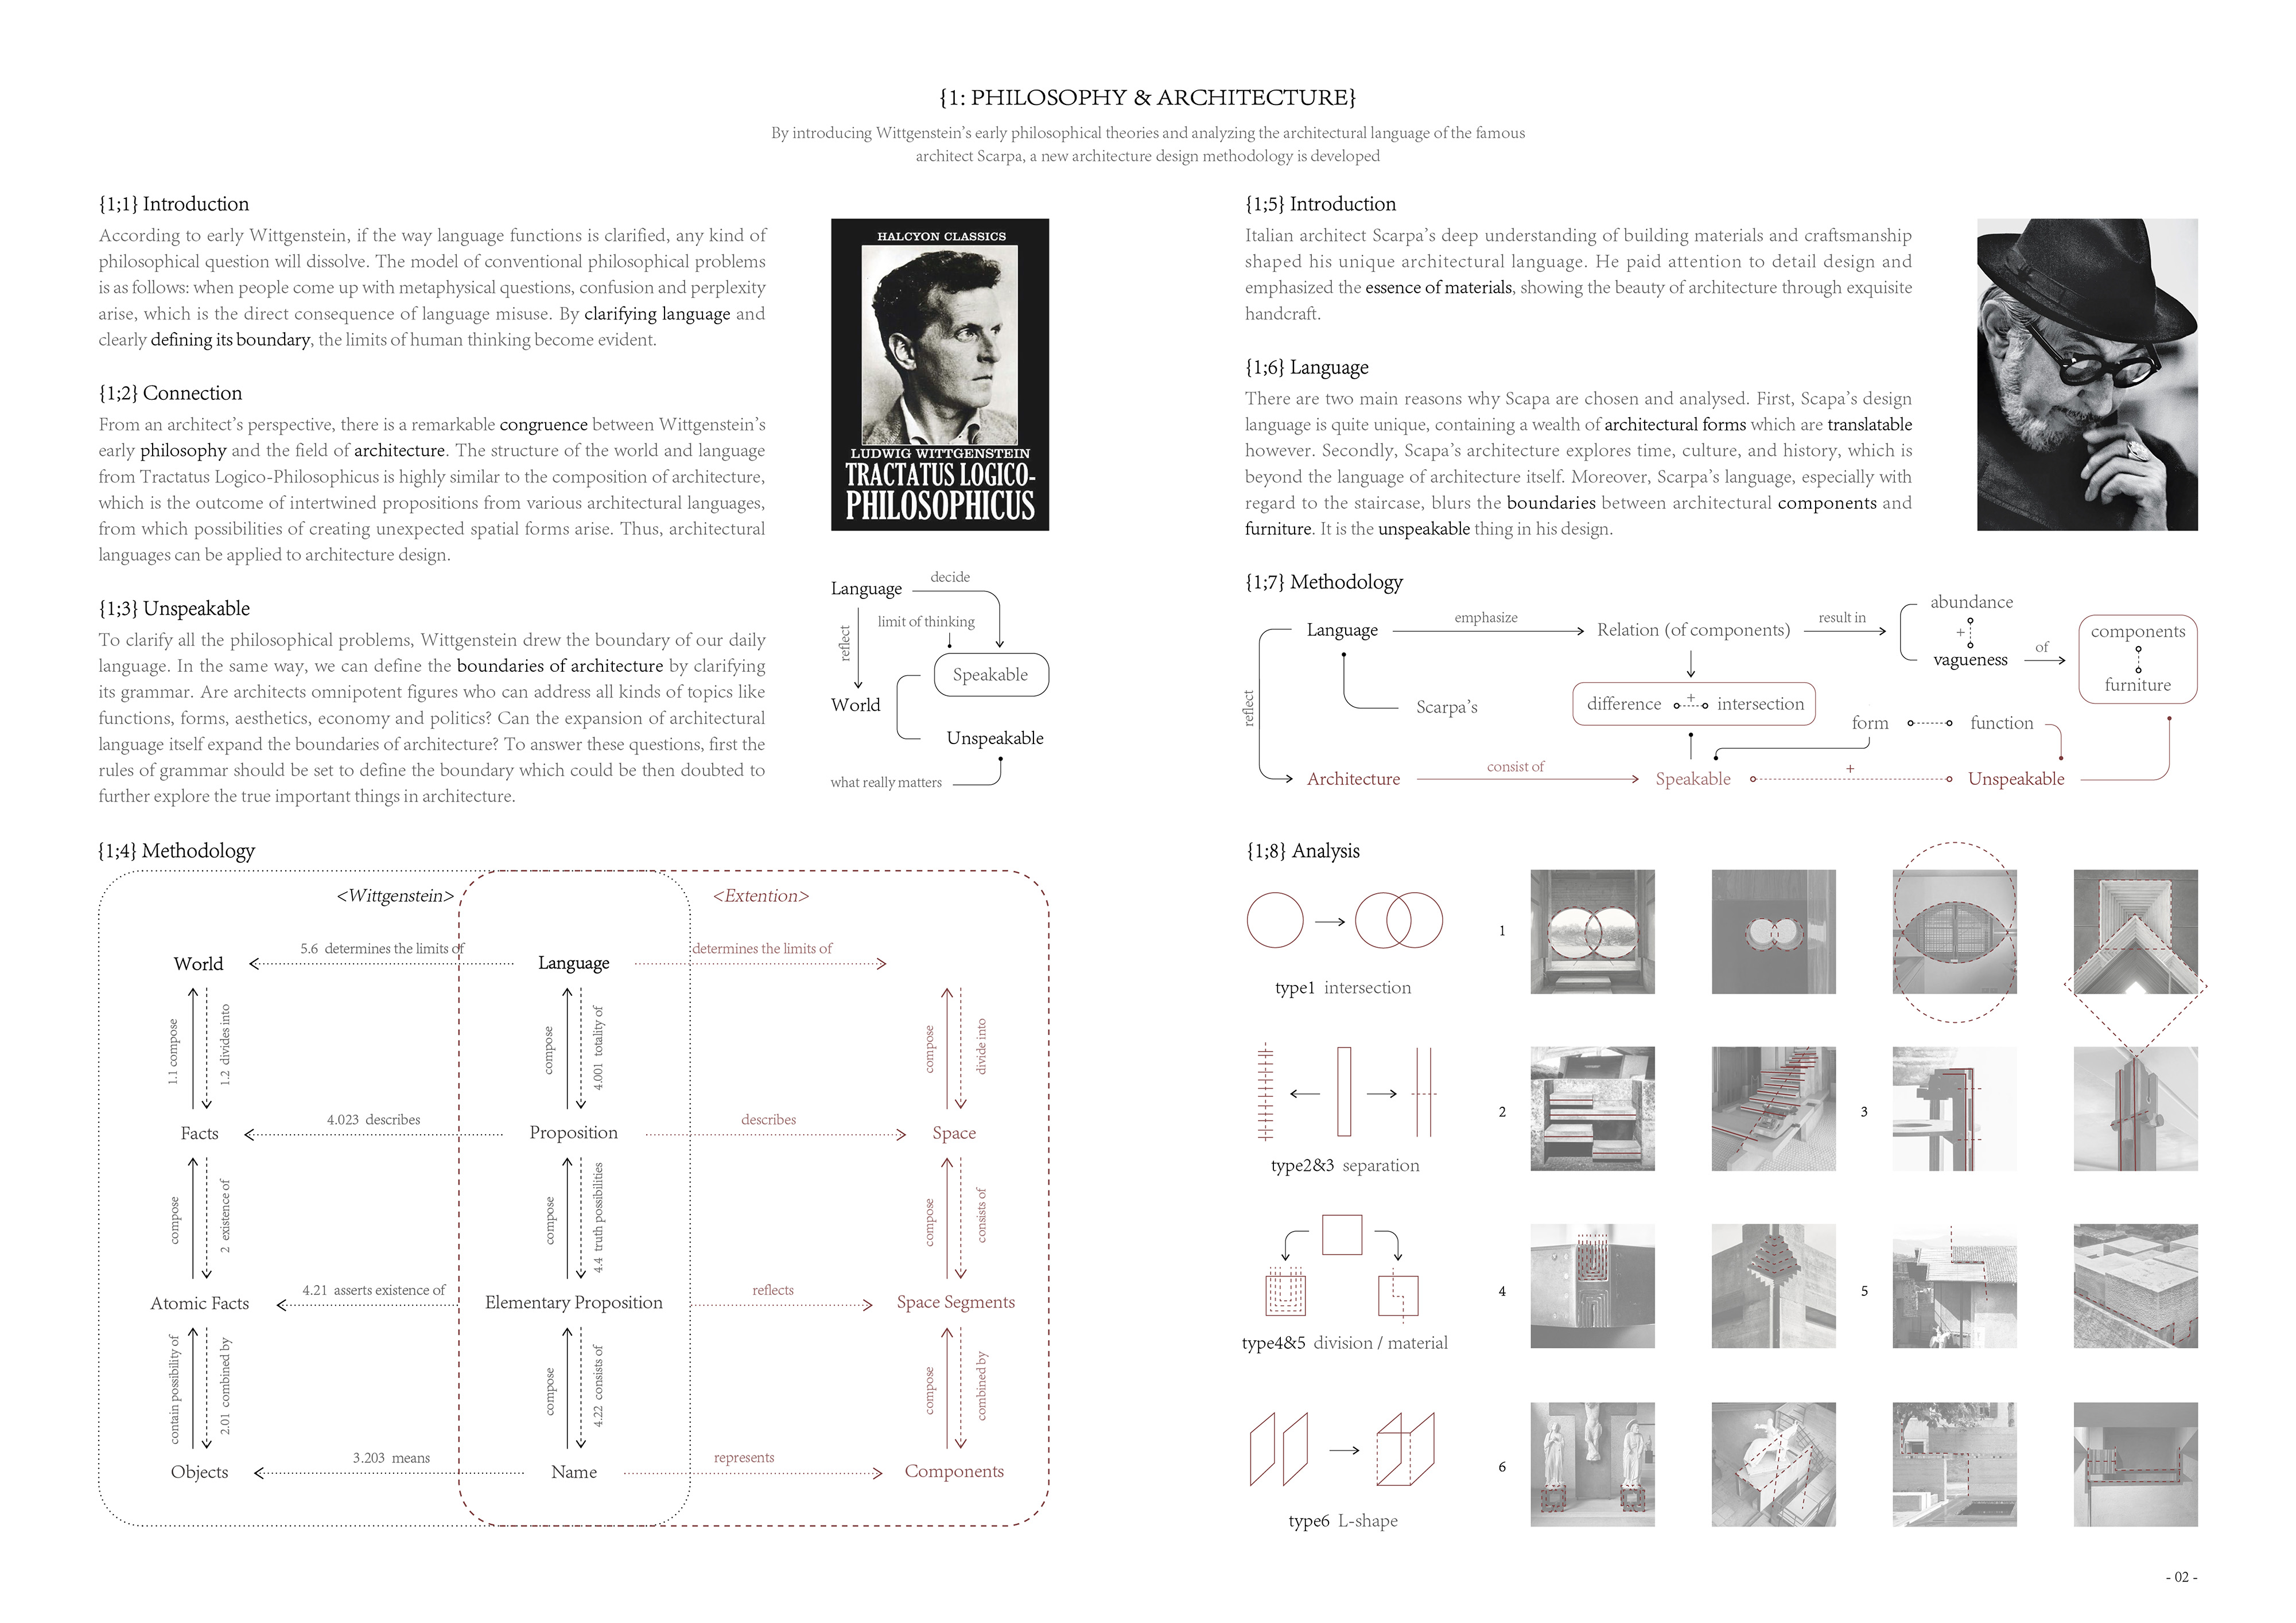 {1: PHILOSOPHY & ARCHITECTURE}
By introducing Wittgenstein's early philosophical theories and analyzing the architectural language of the famous
architect Scarpa, a new architecture design methodology is developed
{1;1} Introduction
According to early Wittgenstein, if the way language functions is clarified, any kind of
philosophical question will dissolve. The model of conventional philosophical problems
is as follows: when people come up with metaphysical questions, confusion and perplexity
arise, which is the direct consequence of language misuse. By clarifying language and
clearly defining its boundary, the limits of human thinking become evident.
{1;2} Connection
From an architect's perspective, there is a remarkable congruence between Wittgenstein's
early philosophy and the field of architecture. The structure of the world and language
from Tractatus Logico-Philosophicus is highly similar to the composition of architecture,
which is the outcome of intertwined propositions from various architectural languages,
from which possibilities of creating unexpected spatial forms arise. Thus, architectural
languages can be applied to architecture design.
{1;3} Unspeakable
To clarify all the philosophical problems, Wittgenstein drew the boundary of our daily
language. In the same way, we can define the boundaries of architecture by clarifying
its grammar. Are architects omnipotent figures who can address all kinds of topics like
functions, forms, aesthetics, economy and politics? Can the expansion of architectural
language itself expand the boundaries of architecture? To answer these questions, first the
rules of grammar should be set to define the boundary which could be then doubted to
further explore the true important things in architecture.
HALCYON CLASSICS
LUDWIG WITTGENSTEIN
TRACTATUS LOGICO-
PHILOSOPHICUS
Language
decide
reflect
limit of thinking
Speakable
World
Unspeakable
what really matters
{1;4} Methodology
<Wittgenstein>
<Extention>
World
5.6 determines the limits of
Language
determines the limits of
1.1 compose
1.2 divides into
compose
4.001 totality of
compose
divide into
Facts
4.023 describes
Proposition
describes
Space
compose
2 existence of
compose
4.4 truth possibilities
compose
consists of
Atomic Facts
4.21 asserts existence of
Elementary Proposition
reflects
Space Segments
contain possibility of
2.01 combined by
compose
4.22 consists of
compose
combined by
Objects
3.203 means
Name
represents
Components
{1;5} Introduction
Italian architect Scarpa's deep understanding of building materials and craftsmanship
shaped his unique architectural language. He paid attention to detail design and
emphasized the essence of materials, showing the beauty of architecture through exquisite
handcraft.
{1;6} Language
There are two main reasons why Scapa are chosen and analysed. First, Scapa's design
language is quite unique, containing a wealth of architectural forms which are translatable
however. Secondly, Scapa's architecture explores time, culture, and history, which is
beyond the language of architecture itself. Moreover, Scarpa's language, especially with
regard to the staircase, blurs the boundaries between architectural components and
furniture. It is the unspeakable thing in his design.
{1;7} Methodology
Language
emphasize
Relation (of components)
result in
abundance
+
vagueness
of
components
furniture
reflect
Scarpa's
difference + intersection
form
function
Architecture
consist of
Speakable
+
Unspeakable
{1;8} Analysis
type1 intersection
1
type2&3 separation
2
3
type4&5 division / material
4
5
type6 L-shape
6
- 02 -